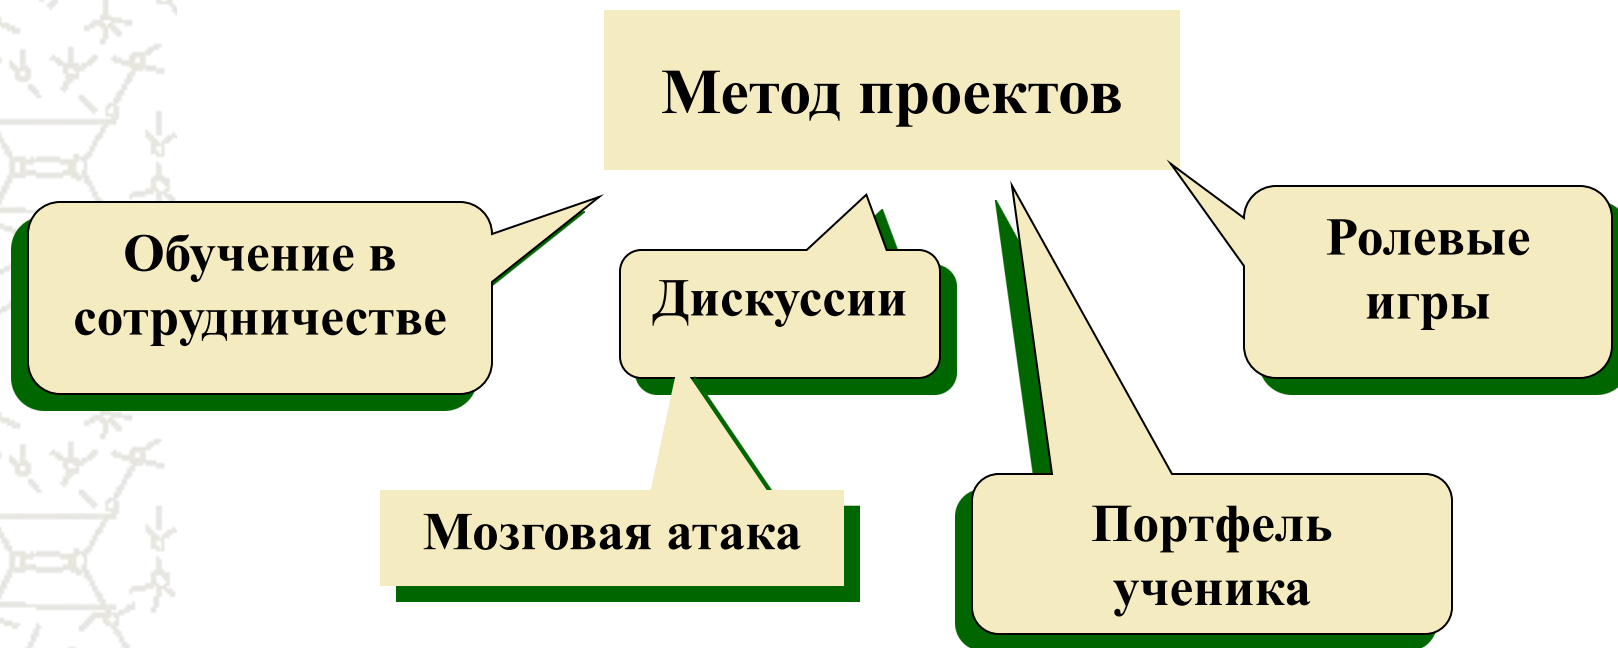 Метод проектов
Обучение в
сотрудничестве
Дискуссии
Ролевые
игры
Мозговая атака
Портфель
ученика